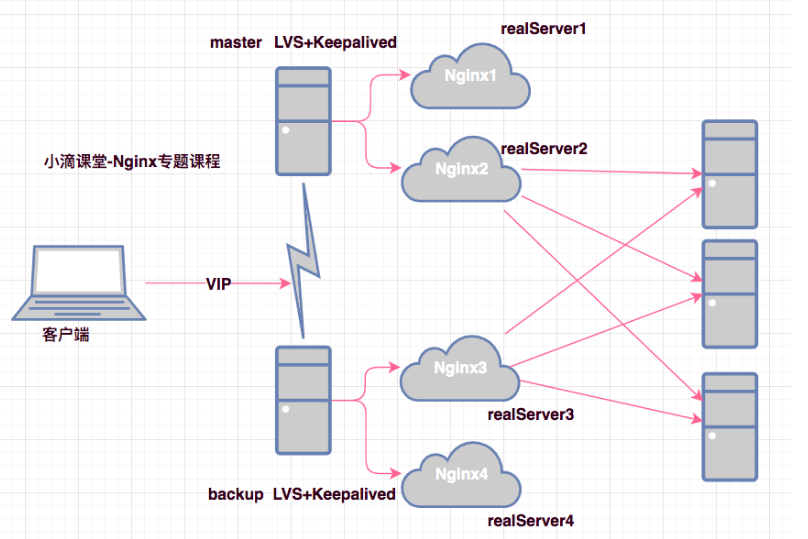 realServer1
master LVS+Keepalived
Nginx1
realServer2
小滴课堂-Nginx专题课程
Nginx2
VIP
客户端
Nginx3
realServer3
Nginx4
backup LVS+Keepalived
realServer4